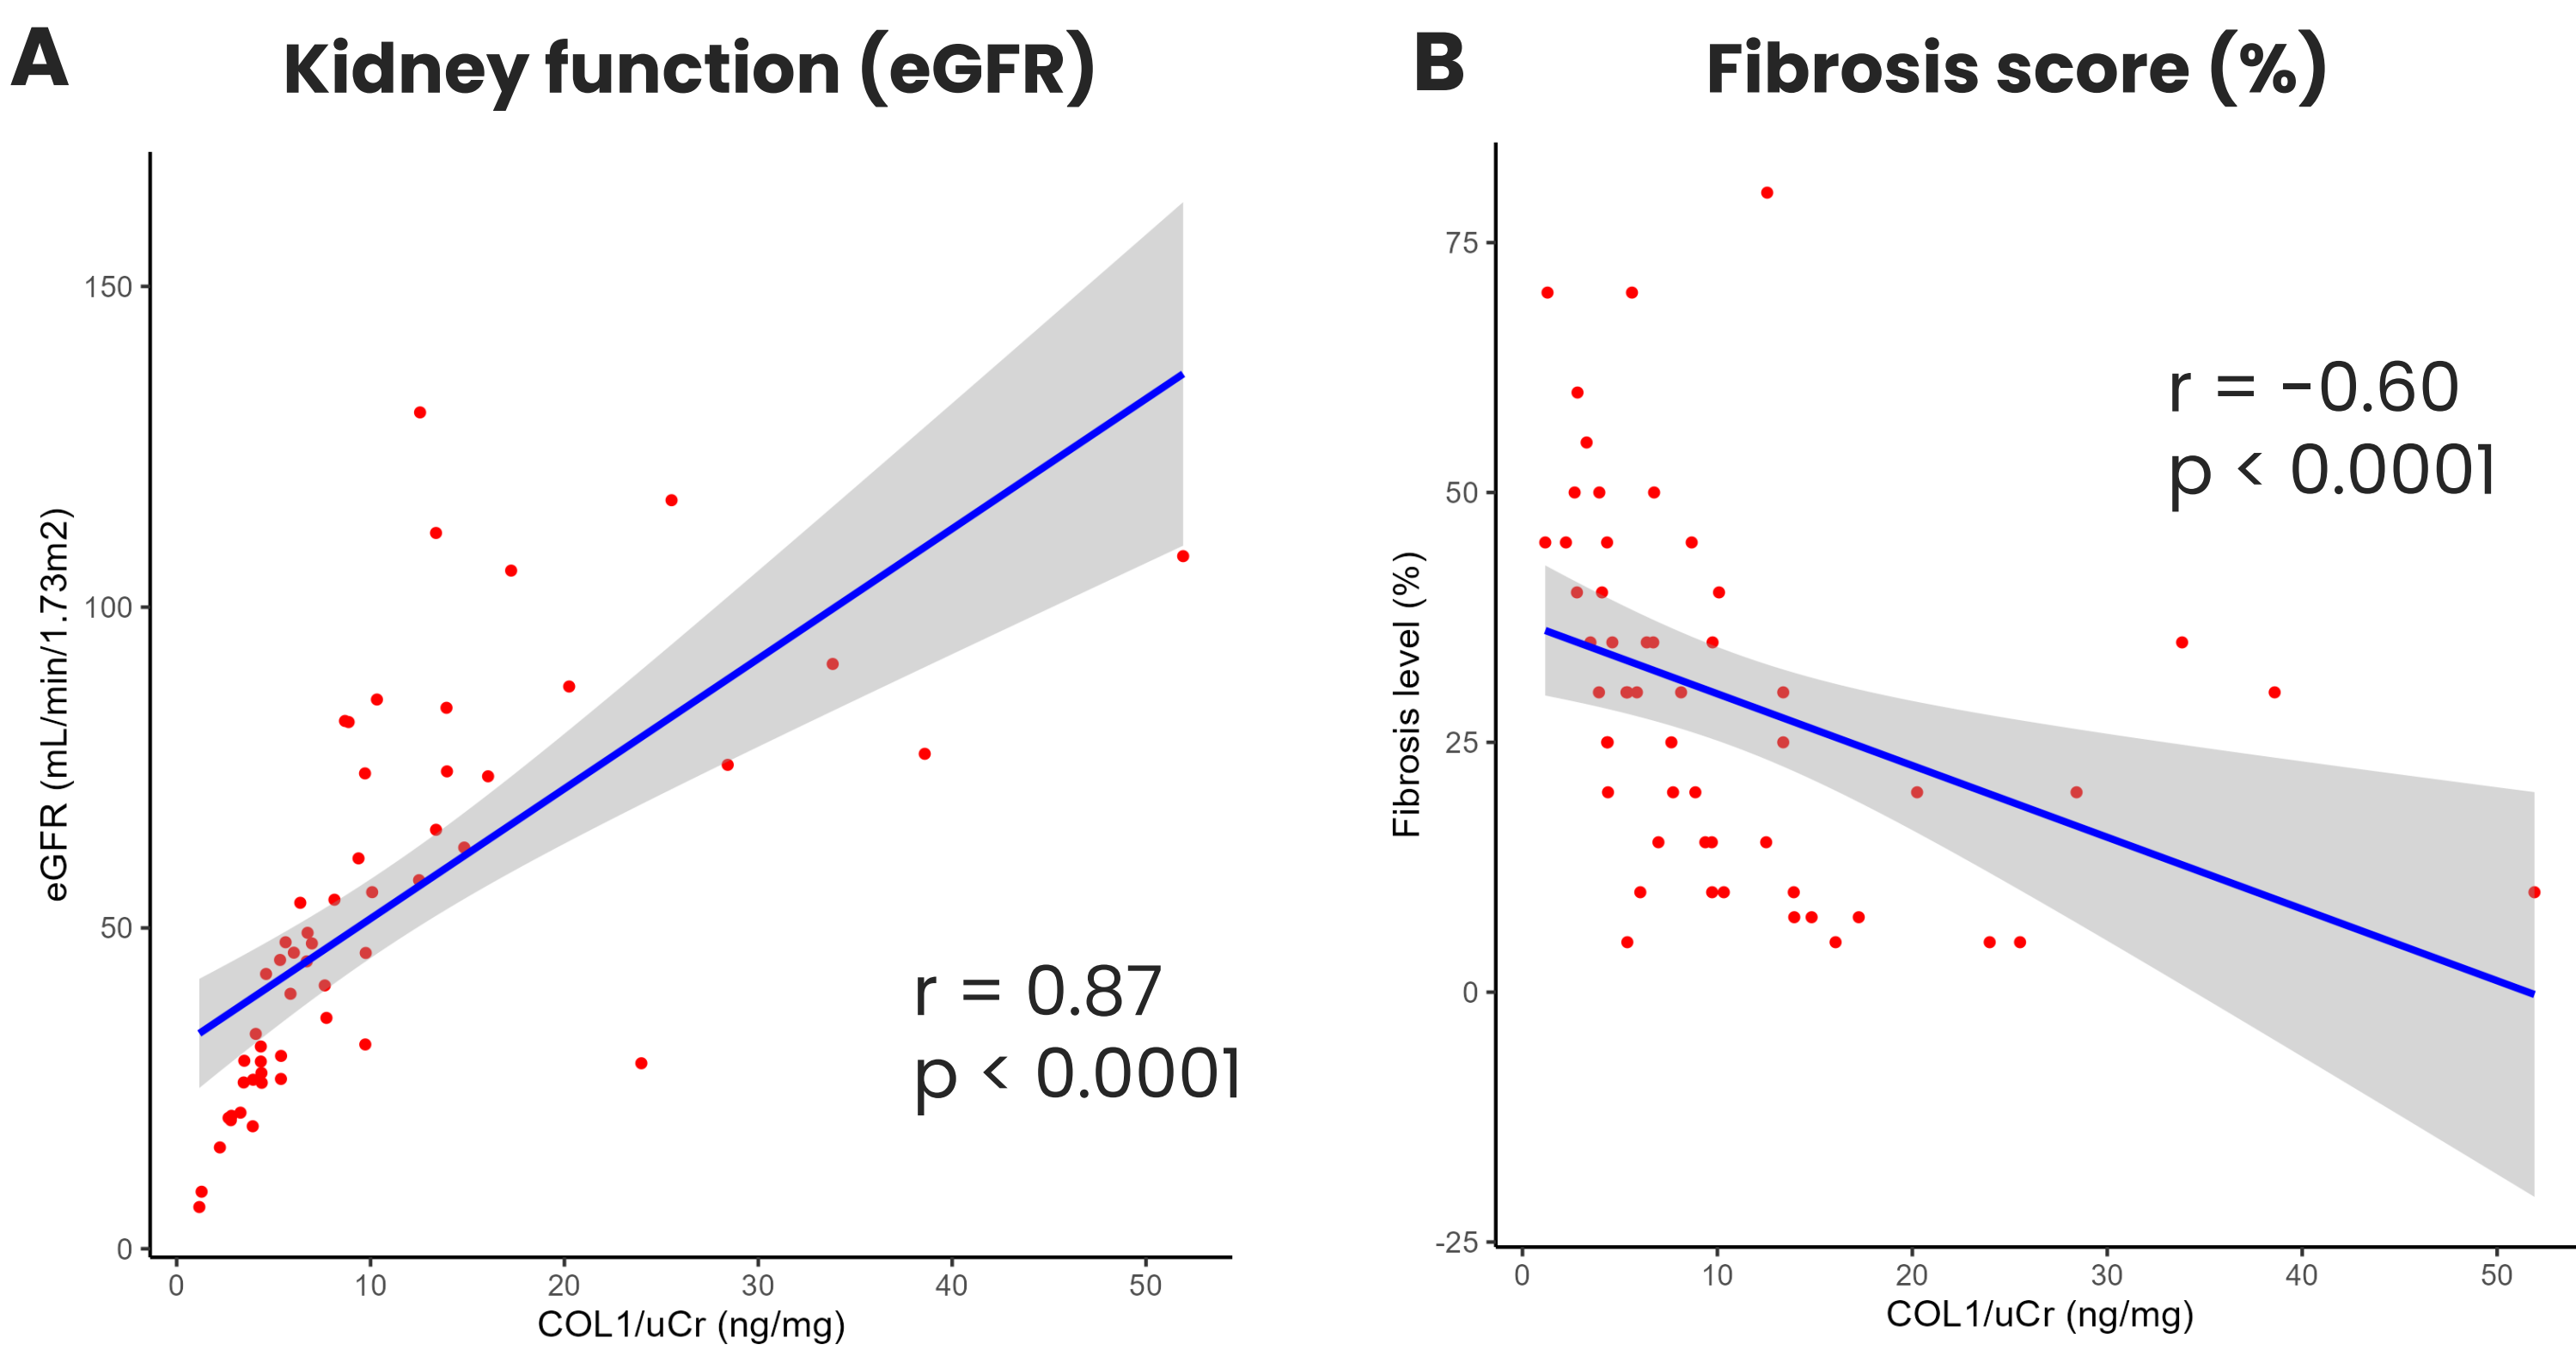 A
Kidney function (eGFR)
150
100
50
0
eGFR (mL/min/1.73m2)
r = 0.87
p < 0.0001
0 10 20 30 40 50
COL1/uCr (ng/mg)
B
Fibrosis score (%)
75
50
25
0
-25
Fibrosis level (%)
r = -0.60
p < 0.0001
0 10 20 30 40 50
COL1/uCr (ng/mg)